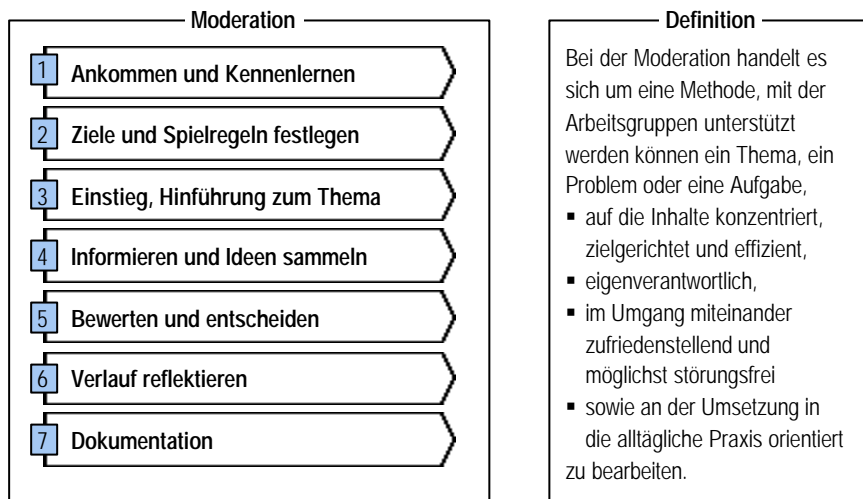 Moderation
1 Ankommen und Kennenlernen
2 Ziele und Spielregeln festlegen
3 Einstieg, Hinführung zum Thema
4 Informieren und Ideen sammeln
5 Bewerten und entscheiden
6 Verlauf reflektieren
7 Dokumentation
Definition
Bei der Moderation handelt es
sich um eine Methode, mit der
Arbeitsgruppen unterstützt
werden können ein Thema, ein
Problem oder eine Aufgabe,
▪ auf die Inhalte konzentriert,
zielgerichtet und effizient,
▪ eigenverantwortlich,
▪ im Umgang miteinander
zufriedenstellend und
möglichst störungsfrei
▪ sowie an der Umsetzung in
die alltägliche Praxis orientiert
zu bearbeiten.